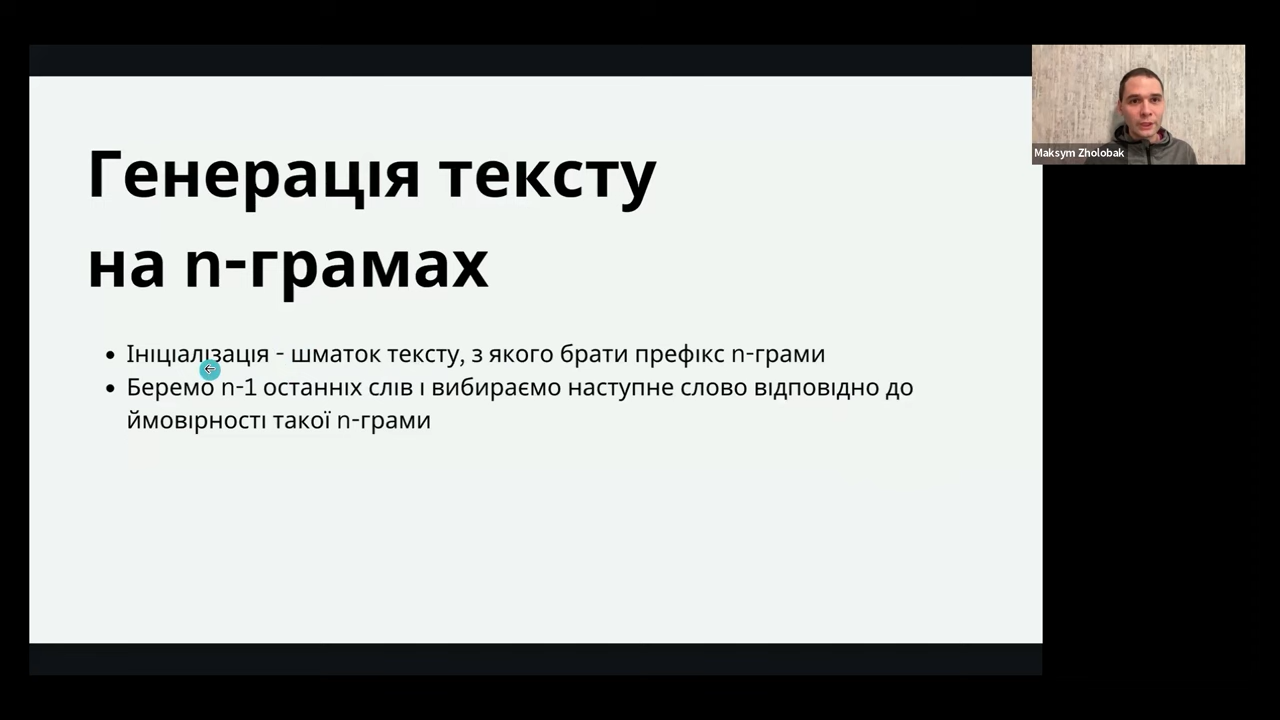 Генерація тексту
на n-грамах
Ініціалізація - шматок тексту, з якого брати префікс n-грами
Беремо n-1 останніх слів і вибираємо наступне слово відповідно до
ймовірності такої n-грами
Maksym Zholobak